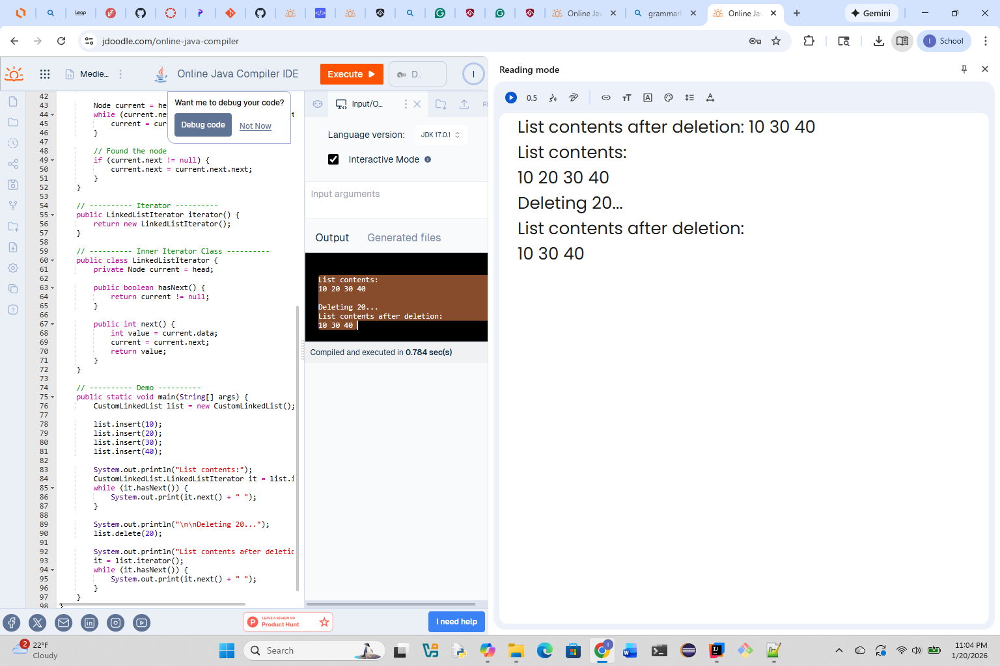 leap
Online Ja
grammar
Online Ja
Gemini
jdoodle.com/online-java-compiler
School
Medie...
Online Java Compiler IDE
Execute
D..
I
Reading mode
0.5
Want me to debug your code?
Debug code
Not Now
42
43 Node current = he
44 while (current.ne
45 current = cur
46 }
47
48 // Found the node
49 if (current.next != null) {
50 current.next = current.next.next;
51 }
52 }
53
54 // ---------- Iterator ----------
55 public LinkedListIterator iterator() {
56 return new LinkedListIterator();
57 }
58
59 // ---------- Inner Iterator Class ----------
60 public class LinkedListIterator {
61 private Node current = head;
62
63 public boolean hasNext() {
64 return current != null;
65 }
66
67 public int next() {
68 int value = current.data;
69 current = current.next;
70 return value;
71 }
72 }
73
74 // ---------- Demo ----------
75 public static void main(String[] args) {
76 CustomLinkedList list = new CustomLinkedList();
77
78 list.insert(10);
79 list.insert(20);
80 list.insert(30);
81 list.insert(40);
82
83 System.out.println("List contents:");
84 CustomLinkedList.LinkedListIterator it = list.i
85 while (it.hasNext()) {
86 System.out.print(it.next() + " ");
87 }
88
89 System.out.println("\n\nDeleting 20...");
90 list.delete(20);
91
92 System.out.println("List contents after deletio
93 it = list.iterator();
94 while (it.hasNext()) {
95 System.out.print(it.next() + " ");
96 }
97 }
98 }
Input/O...
Language version:
JDK 17.0.1
Interactive Mode
Input arguments
Output
Generated files
List contents:
10 20 30 40
Deleting 20...
List contents after deletion:
10 30 40
Compiled and executed in 0.784 sec(s)
List contents after deletion: 10 30 40
List contents:
10 20 30 40
Deleting 20...
List contents after deletion:
10 30 40
LEAVE A REVIEW ON
Product Hunt
I need help
2
22°F
Cloudy
Search
11:04 PM
1/20/2026